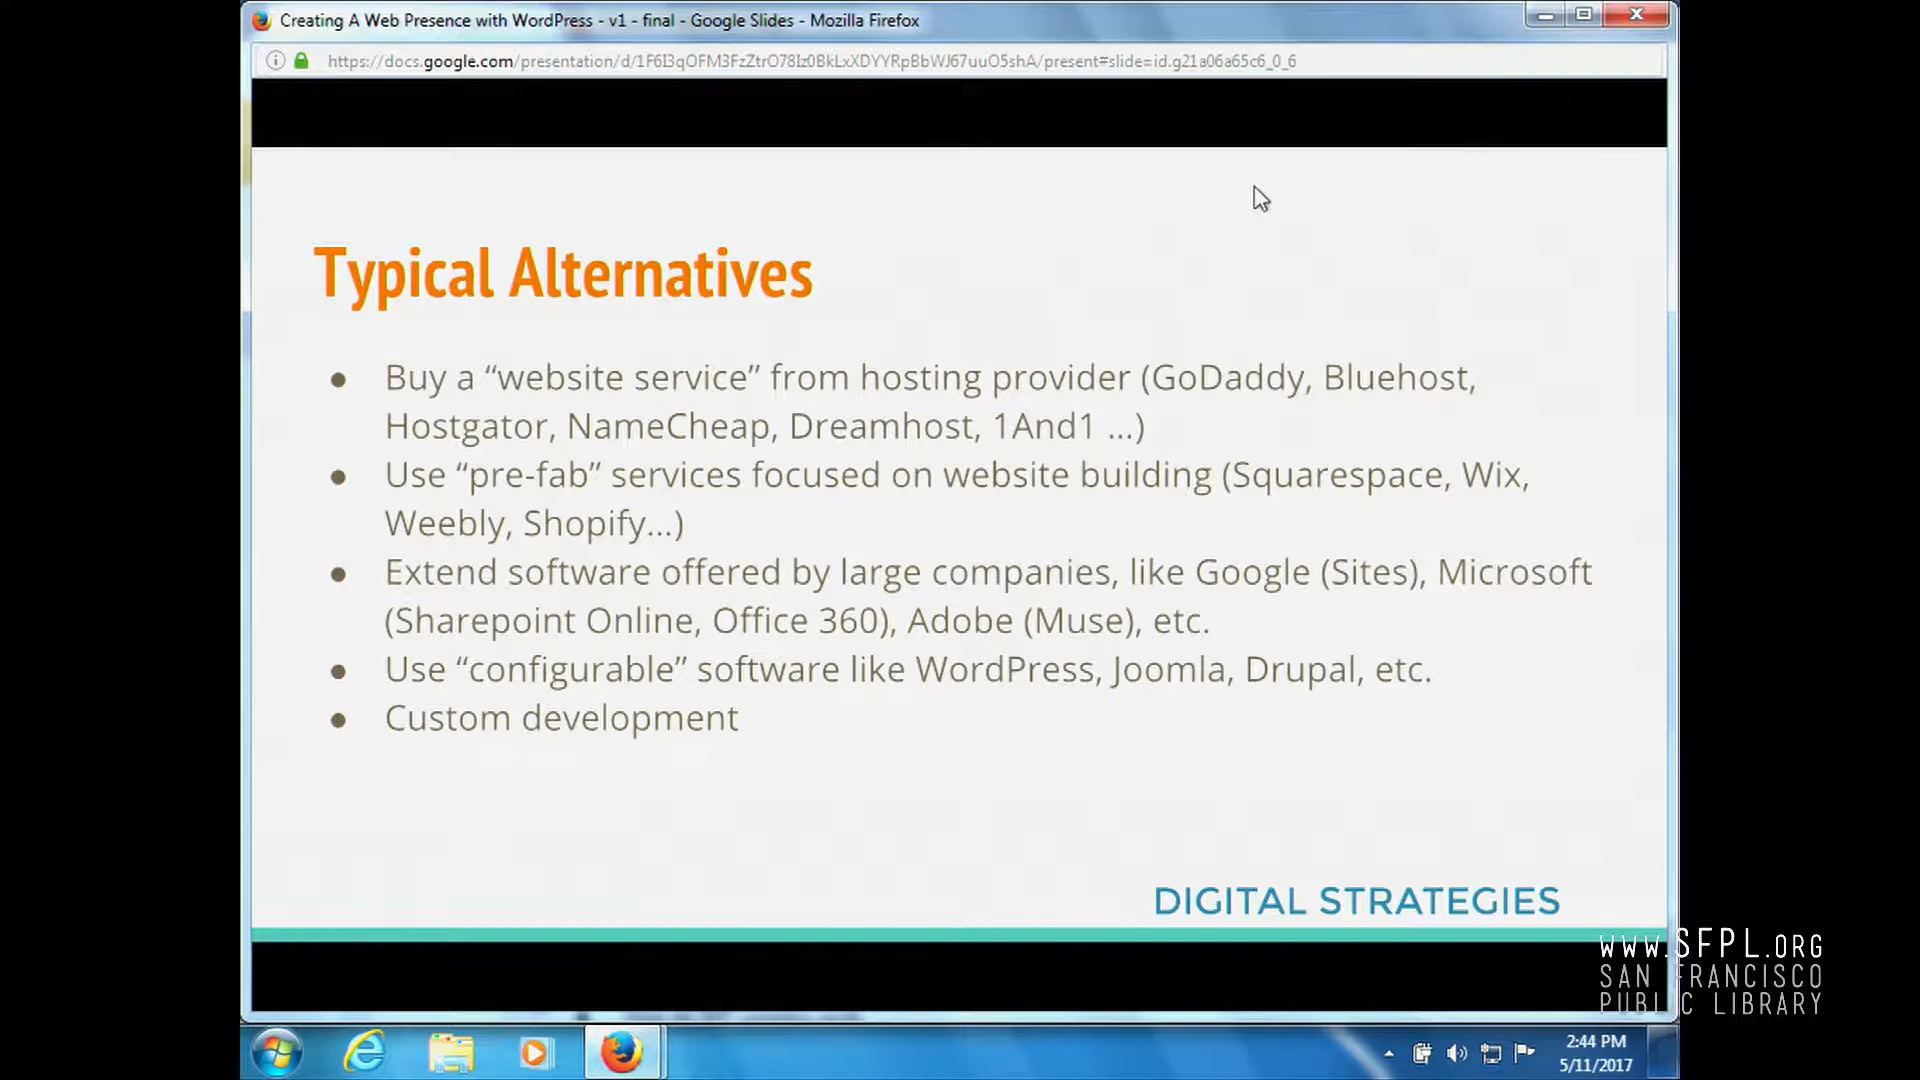 Creating A Web Presence with WordPress - v1 - final - Google Slides - Mozilla Firefox
https://docs.google.com/presentation/d/1F6I3qOFM3FzZtrO78Iz0BkLxXDYYRpBbWJ67uuO5shA/present#slide=id.g21a06a65c6_0_6
Typical Alternatives
● Buy a “website service” from hosting provider (GoDaddy, Bluehost,
Hostgator, NameCheap, Dreamhost, 1And1 ...)
● Use “pre-fab” services focused on website building (Squarespace, Wix,
Weebly, Shopify...)
● Extend software offered by large companies, like Google (Sites), Microsoft
(Sharepoint Online, Office 360), Adobe (Muse), etc.
● Use “configurable” software like WordPress, Joomla, Drupal, etc.
● Custom development
DIGITAL STRATEGIES
WWW.SFPL.ORG
SAN FRANCISCO
PUBLIC LIBRARY
2:44 PM
5/11/2017